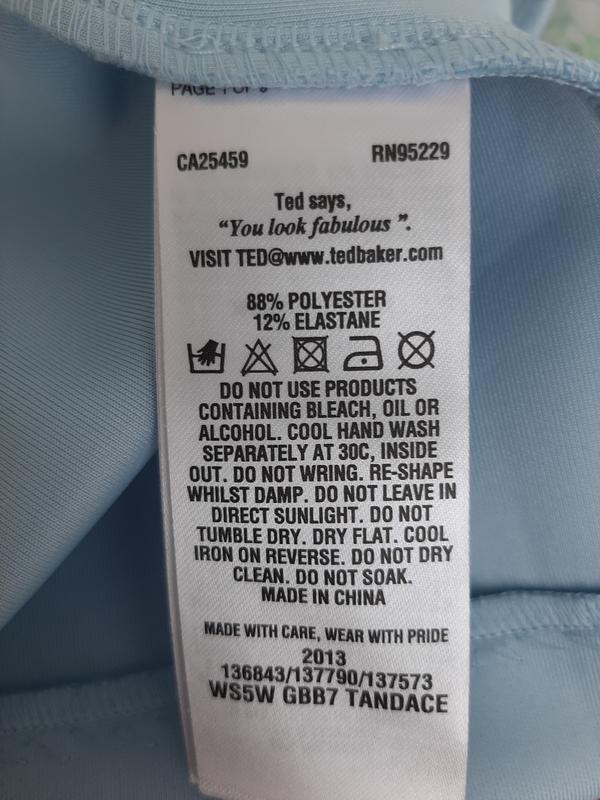 PAGE 1 OF
CA25459 RN95229
Ted says,
“You look fabulous ”.
VISIT TED@www.tedbaker.com
88% POLYESTER
12% ELASTANE
DO NOT USE PRODUCTS
CONTAINING BLEACH, OIL OR
ALCOHOL. COOL HAND WASH
SEPARATELY AT 30C, INSIDE
OUT. DO NOT WRING. RE-SHAPE
WHILST DAMP. DO NOT LEAVE IN
DIRECT SUNLIGHT. DO NOT
TUMBLE DRY. DRY FLAT. COOL
IRON ON REVERSE. DO NOT DRY
CLEAN. DO NOT SOAK.
MADE IN CHINA
MADE WITH CARE, WEAR WITH PRIDE
2013
136843/137790/137573
WS5W GBB7 TANDACE